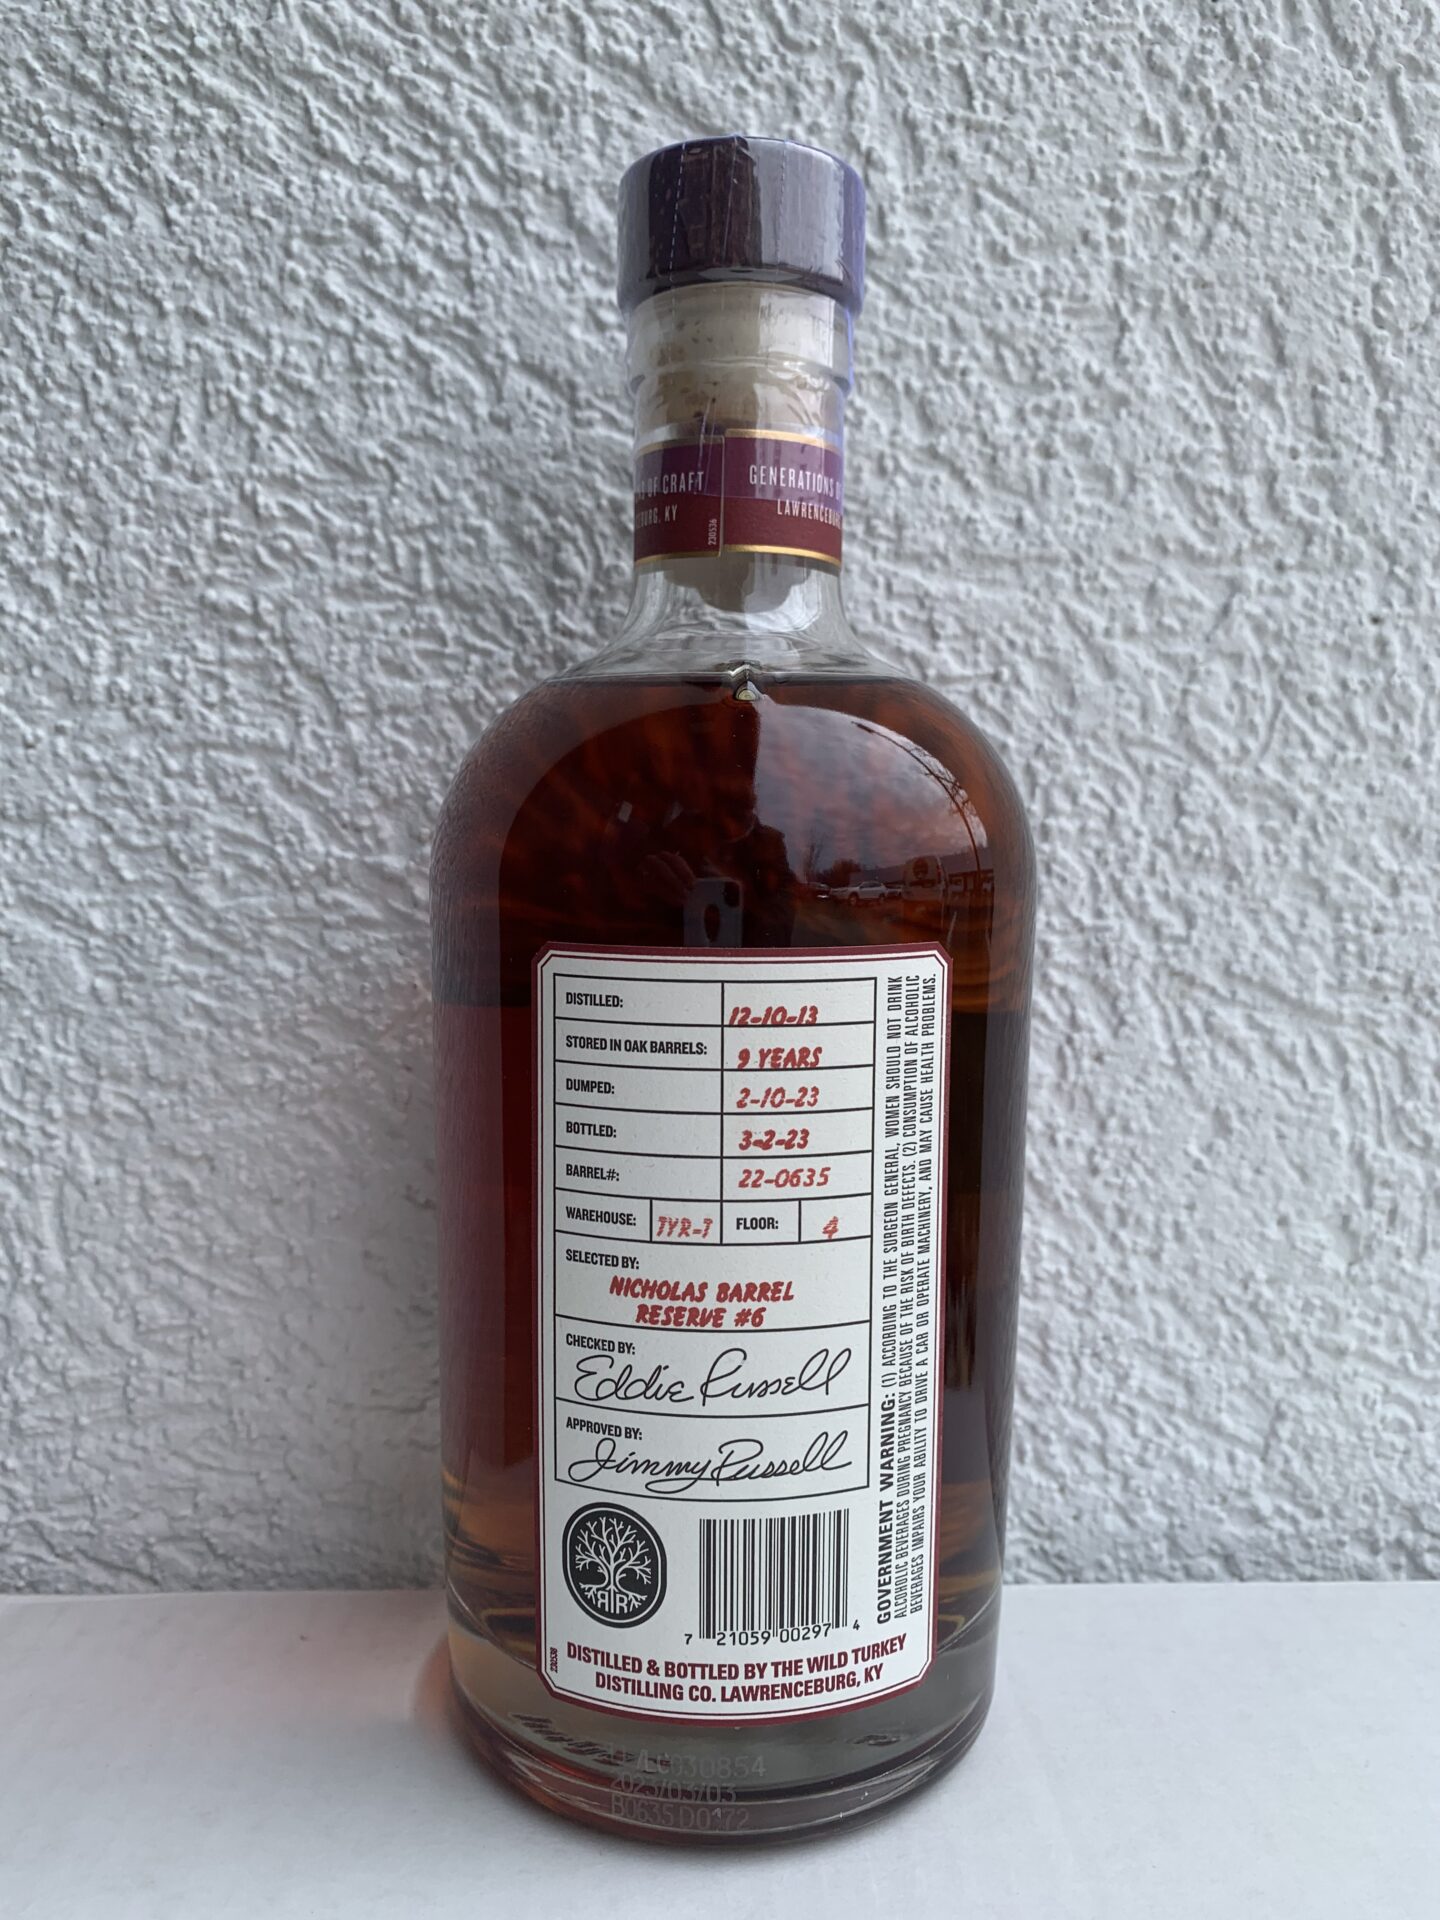 S OF CRAFT
GENERATIONS O
BURG, KY
LAWRENCEBUR
230536
DISTILLED: 12-10-13
STORED IN OAK BARRELS: 9 YEARS
DUMPED: 2-10-23
BOTTLED: 3-2-23
BARREL#: 22-0635
WAREHOUSE: TYR-T FLOOR: 4
SELECTED BY:
NICHOLAS BARREL
RESERVE #6
CHECKED BY:
Eddie Russell
APPROVED BY:
Jimmy Russell
GOVERNMENT WARNING: (1) ACCORDING TO THE SURGEON GENERAL, WOMEN SHOULD NOT DRINK
ALCOHOLIC BEVERAGES DURING PREGNANCY BECAUSE OF THE RISK OF BIRTH DEFECTS. (2) CONSUMPTION OF ALCOHOLIC
BEVERAGES IMPAIRS YOUR ABILITY TO DRIVE A CAR OR OPERATE MACHINERY, AND MAY CAUSE HEALTH PROBLEMS.
7 21059 00297 4
DISTILLED & BOTTLED BY THE WILD TURKEY
DISTILLING CO. LAWRENCEBURG, KY
2023/03/03
B0635D0172